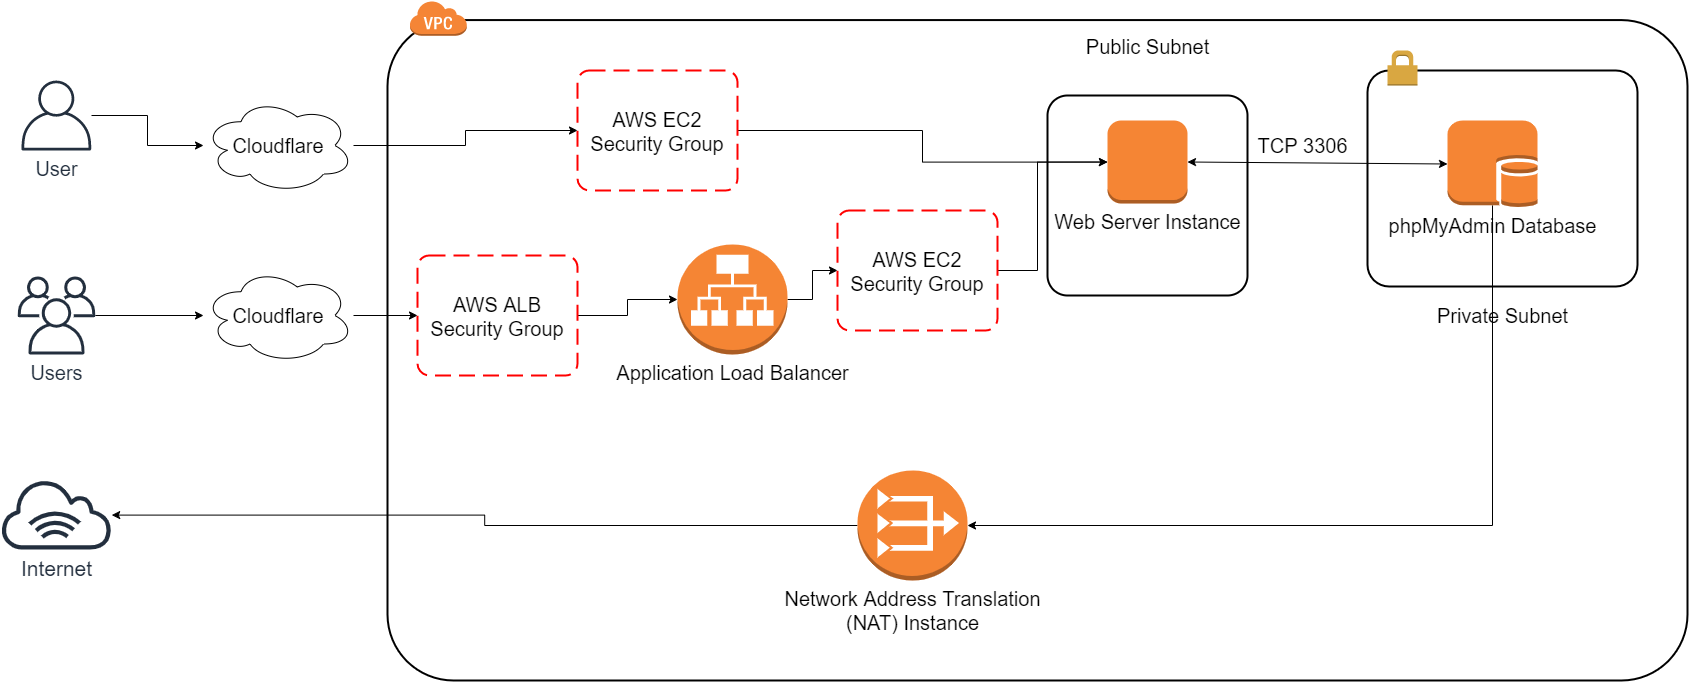 VPC
Public Subnet
User
Cloudflare
AWS EC2
Security Group
TCP 3306
Web Server Instance
phpMyAdmin Database
Private Subnet
Users
Cloudflare
AWS ALB
Security Group
Application Load Balancer
AWS EC2
Security Group
Internet
Network Address Translation
(NAT) Instance